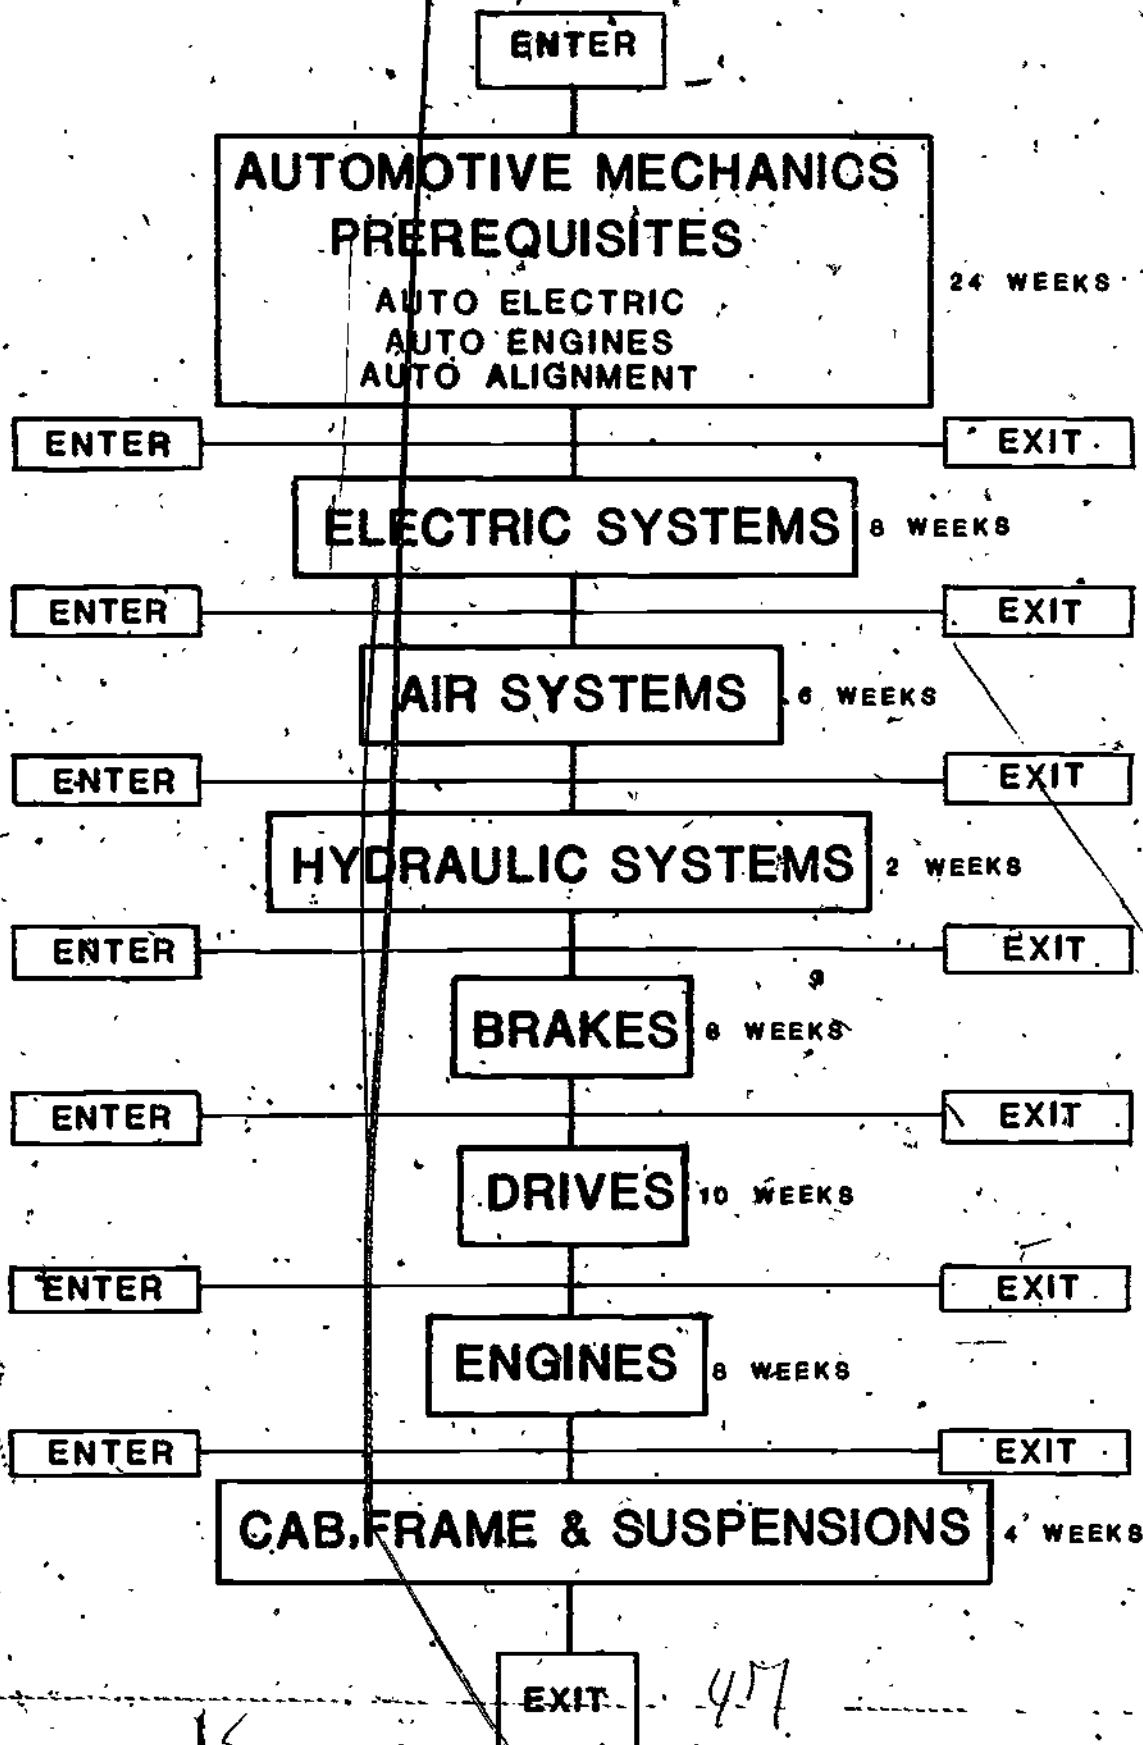 ENTER
AUTOMOTIVE MECHANICS
PREREQUISITES
AUTO ELECTRIC
AUTO ENGINES
AUTO ALIGNMENT
24 WEEKS
ENTER
EXIT
ELECTRIC SYSTEMS
8 WEEKS
ENTER
EXIT
AIR SYSTEMS
6 WEEKS
ENTER
EXIT
HYDRAULIC SYSTEMS
2 WEEKS
ENTER
EXIT
BRAKES
8 WEEKS
ENTER
EXIT
DRIVES
10 WEEKS
ENTER
EXIT
ENGINES
8 WEEKS
ENTER
EXIT
CAB, FRAME & SUSPENSIONS
4 WEEKS
EXIT